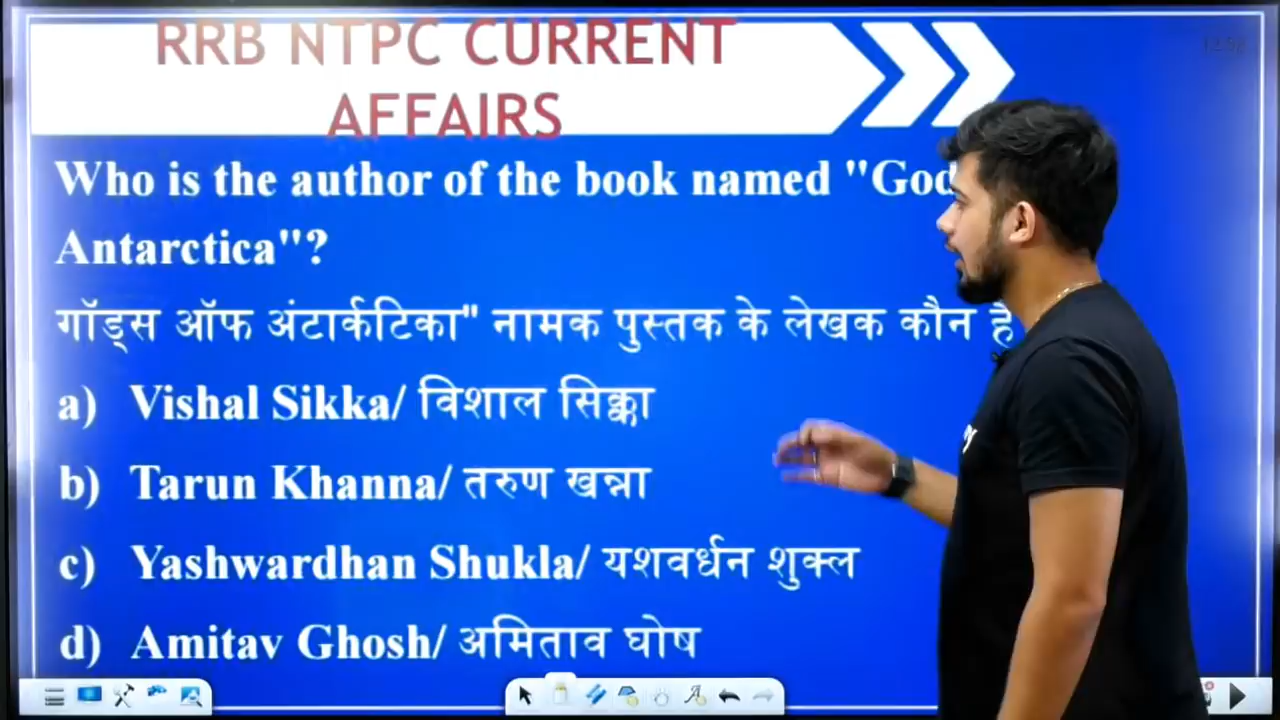 RRB NTPC CURRENT
AFFAIRS
Who is the author of the book named "God
Antarctica"?
गॉड्स ऑफ अंटार्कटिका" नामक पुस्तक के लेखक कौन है
a) Vishal Sikka/ विशाल सिक्का
b) Tarun Khanna/ तरुण खन्ना
c) Yashwardhan Shukla/ यशवर्धन शुक्ल
d) Amitav Ghosh/ अमिताव घोष